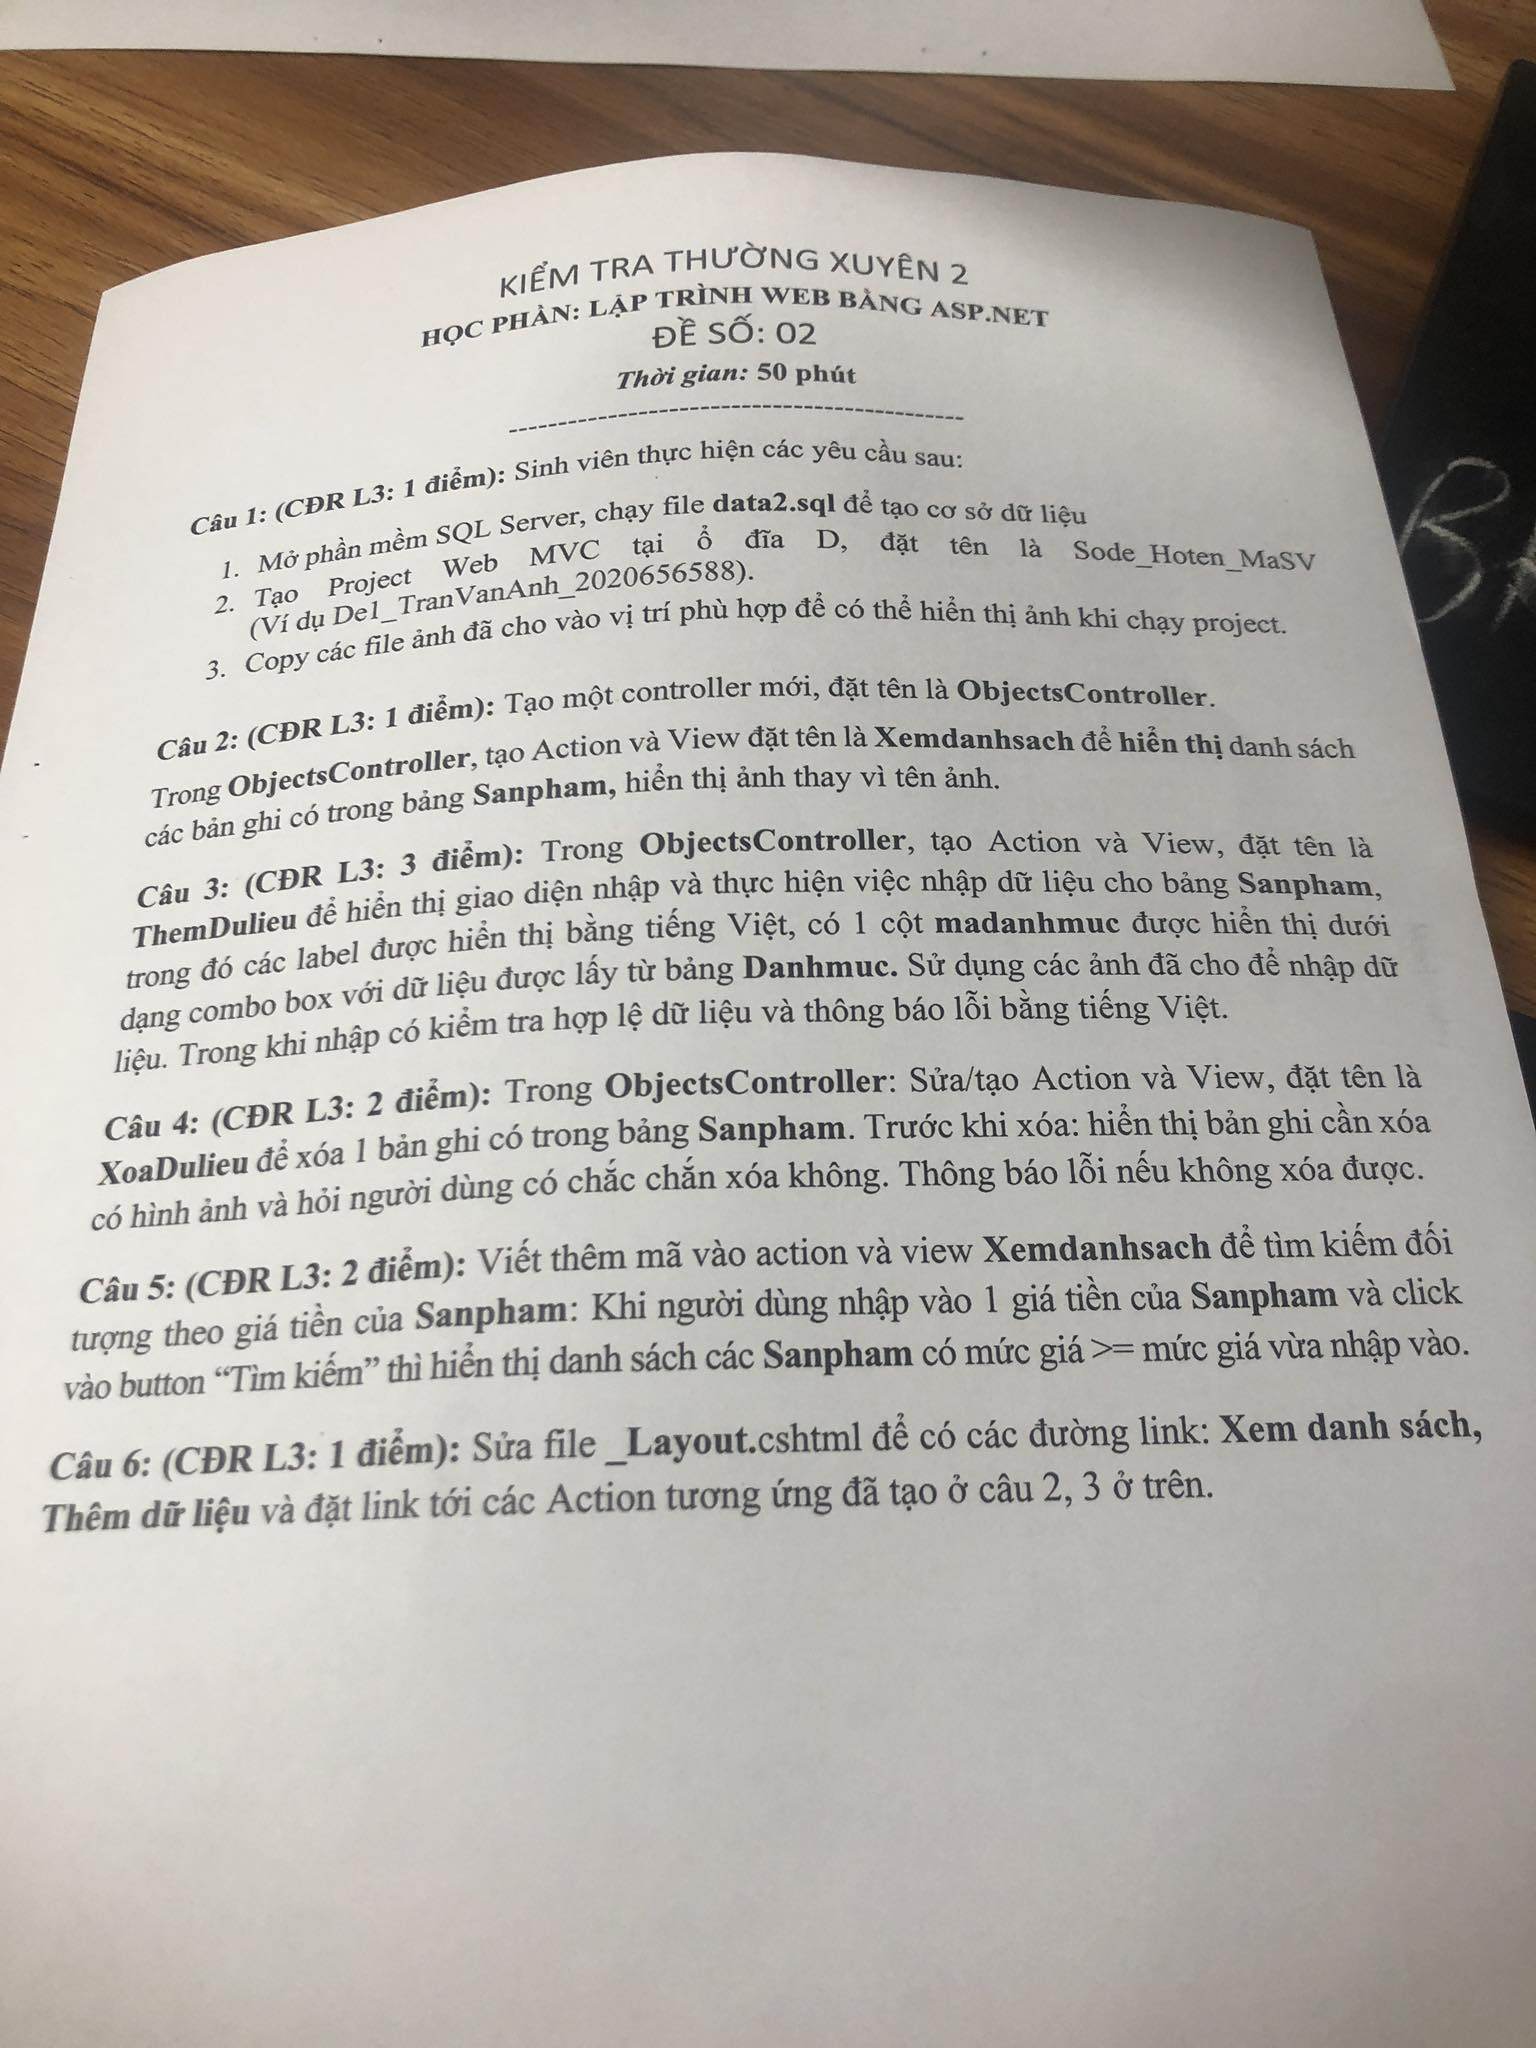 KIỂM TRA THƯỜNG XUYÊN 2
HỌC PHẦN: LẬP TRÌNH WEB BẰNG ASP.NET
ĐỀ SỐ: 02
Thời gian: 50 phút
---------------------------------------------
Câu 1: (CĐR L3: 1 điểm): Sinh viên thực hiện các yêu cầu sau:
1. Mở phần mềm SQL Server, chạy file data2.sql để tạo cơ sở dữ liệu
2. Tạo Project Web MVC tại ổ đĩa D, đặt tên là Sode_Hoten_MaSV
(Ví dụ De1_TranVanAnh_2020656588).
3. Copy các file ảnh đã cho vào vị trí phù hợp để có thể hiển thị ảnh khi chạy project.
Câu 2: (CĐR L3: 1 điểm): Tạo một controller mới, đặt tên là ObjectsController.
Trong ObjectsController, tạo Action và View đặt tên là Xemdanhsach để hiển thị danh sách
các bản ghi có trong bảng Sanpham, hiển thị ảnh thay vì tên ảnh.
Câu 3: (CĐR L3: 3 điểm): Trong ObjectsController, tạo Action và View, đặt tên là
ThemDulieu để hiển thị giao diện nhập và thực hiện việc nhập dữ liệu cho bảng Sanpham,
trong đó các label được hiển thị bằng tiếng Việt, có 1 cột madanhmuc được hiển thị dưới
dạng combo box với dữ liệu được lấy từ bảng Danhmuc. Sử dụng các ảnh đã cho để nhập dữ
liệu. Trong khi nhập có kiểm tra hợp lệ dữ liệu và thông báo lỗi bằng tiếng Việt.
Câu 4: (CĐR L3: 2 điểm): Trong ObjectsController: Sửa/tạo Action và View, đặt tên là
XoaDulieu để xóa 1 bản ghi có trong bảng Sanpham. Trước khi xóa: hiển thị bản ghi cần xóa
có hình ảnh và hỏi người dùng có chắc chắn xóa không. Thông báo lỗi nếu không xóa được.
Câu 5: (CĐR L3: 2 điểm): Viết thêm mã vào action và view Xemdanhsach để tìm kiếm đối
tượng theo giá tiền của Sanpham: Khi người dùng nhập vào 1 giá tiền của Sanpham và click
vào button “Tìm kiếm” thì hiển thị danh sách các Sanpham có mức giá >= mức giá vừa nhập vào.
Câu 6: (CĐR L3: 1 điểm): Sửa file _Layout.cshtml để có các đường link: Xem danh sách,
Thêm dữ liệu và đặt link tới các Action tương ứng đã tạo ở câu 2, 3 ở trên.